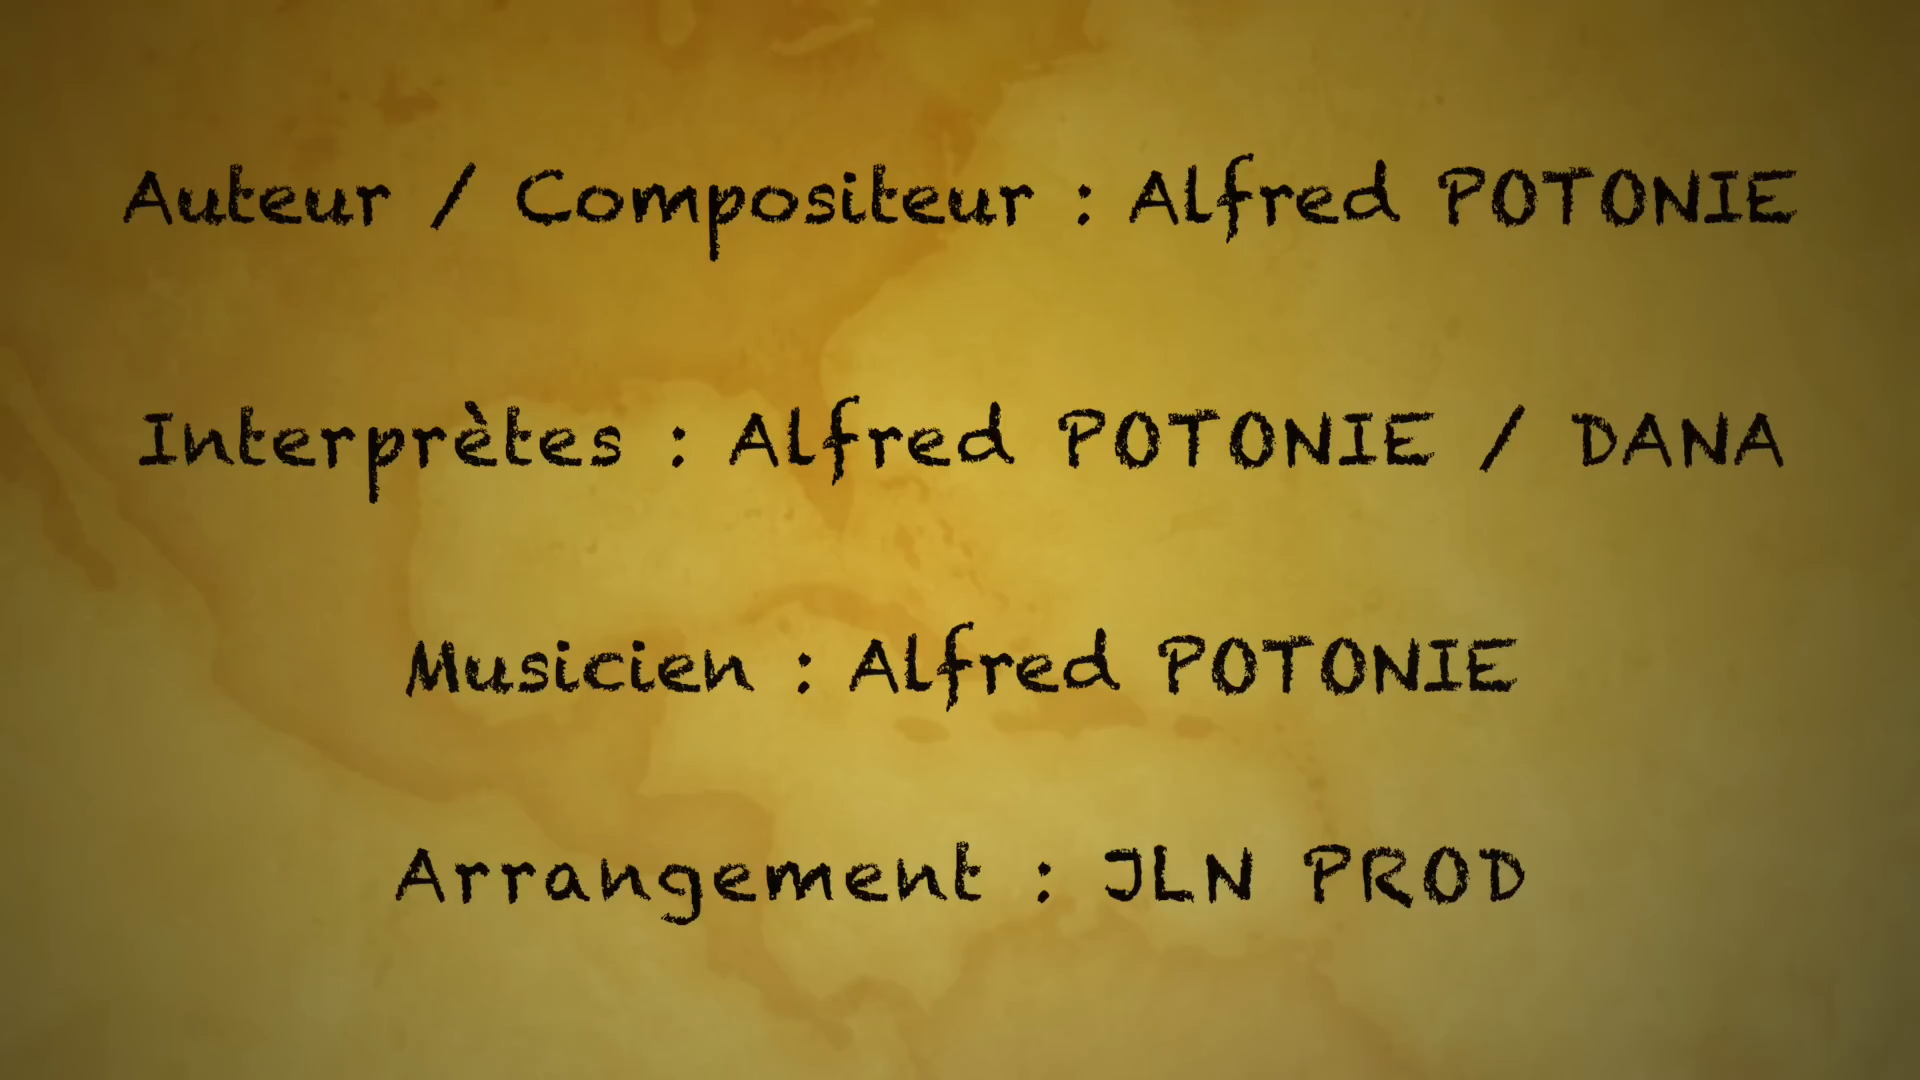 Auteur / Compositeur : Alfred POTONIE
Interprètes : Alfred POTONIE / DANA
Musicien : Alfred POTONIE
Arrangement : JLN PROD